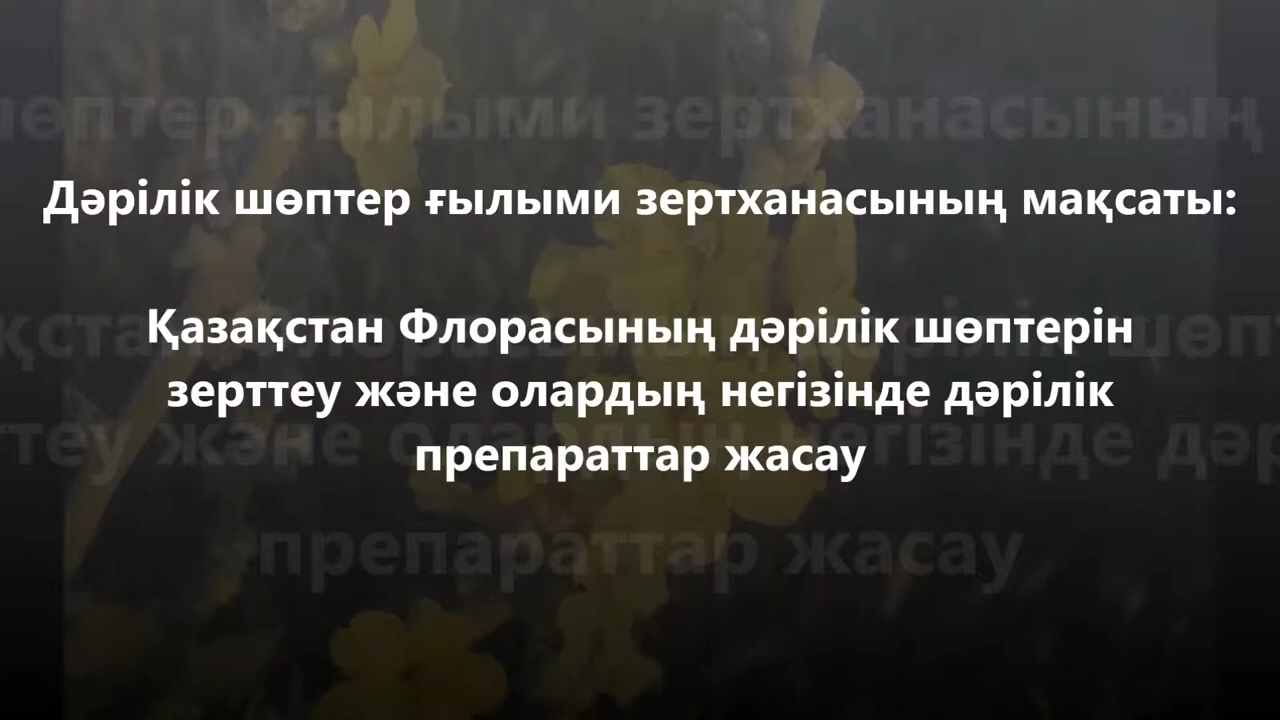 Дәрілік шөптер ғылыми зертханасының мақсаты:
Қазақстан Флорасының дәрілік шөптерін
зерттеу және олардың негізінде дәрілік
препараттар жасау